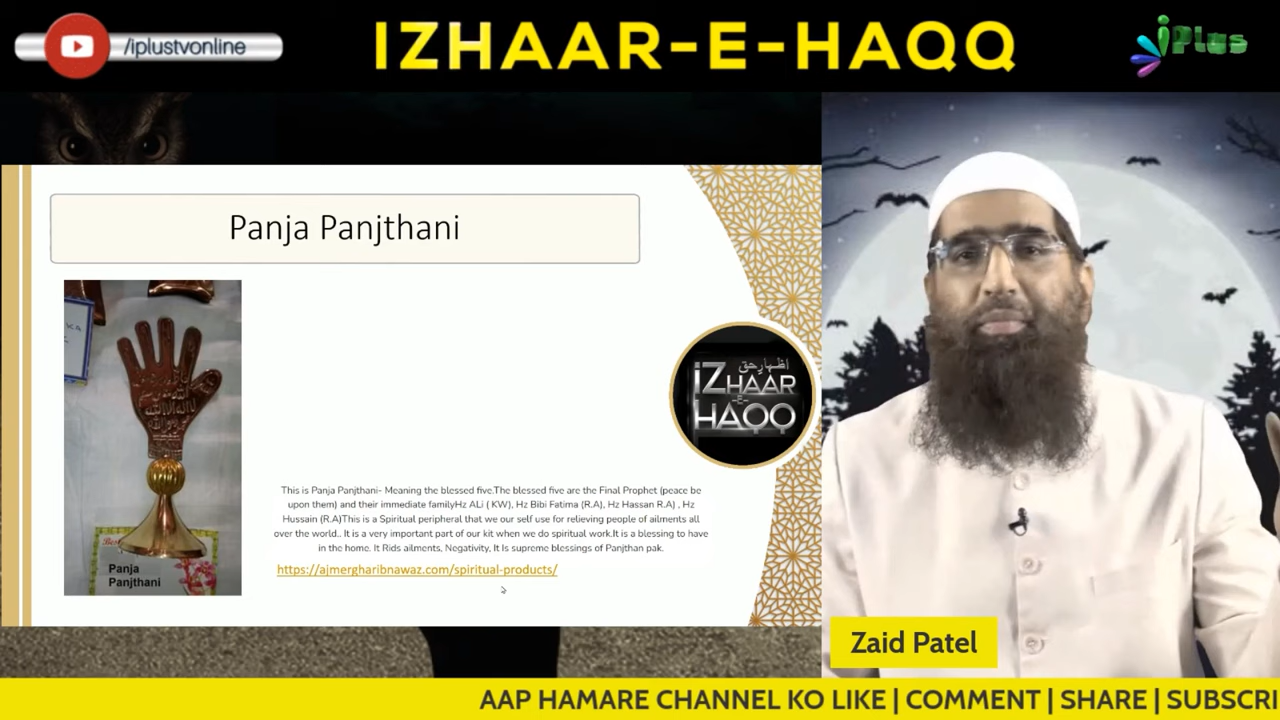 /iplustvonline
IZHAAR-E-HAQQ
iPlus
Panja Panjthani
اظہارِ حق
IZHAAR
-E-
HAQQ
This is Panja Panjthani- Meaning the blessed five.The blessed five are the Final Prophet (peace be
upon them) and their immediate familyHz ALi ( KW), Hz Bibi Fatima (R.A), Hz Hassan R.A) , Hz
Hussain (R.A)This is a Spiritual peripheral that we our self use for relieving people of ailments all
over the world.. It is a very important part of our kit when we do spiritual work.It is a blessing to have
in the home. It Rids ailments, Negativity, It Is supreme blessings of Panjthan pak.
https://ajmergharibnawaz.com/spiritual-products/
Panja
Panjthani
Zaid Patel
AAP HAMARE CHANNEL KO LIKE | COMMENT | SHARE | SUBSCRI